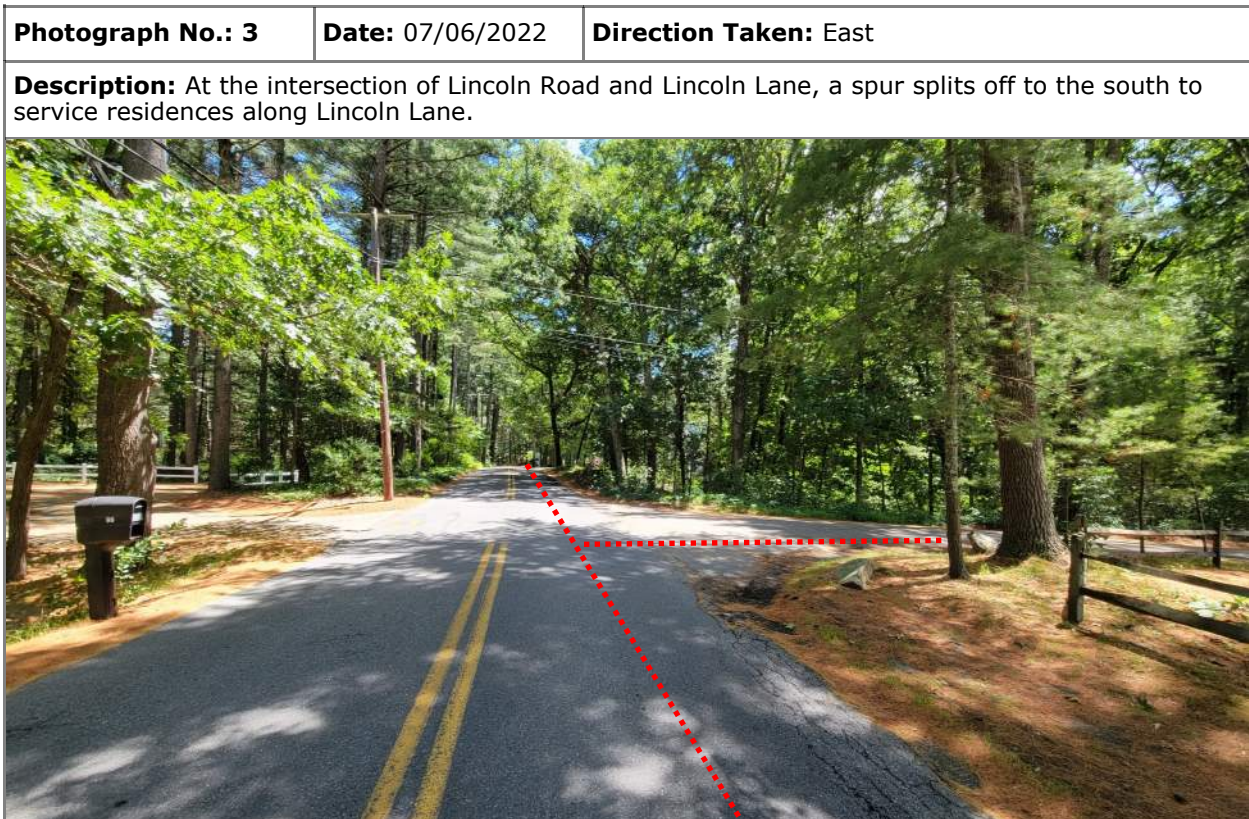 Photograph No.: 3
Date: 07/06/2022
Direction Taken: East
Description: At the intersection of Lincoln Road and Lincoln Lane, a spur splits off to the south to
service residences along Lincoln Lane.